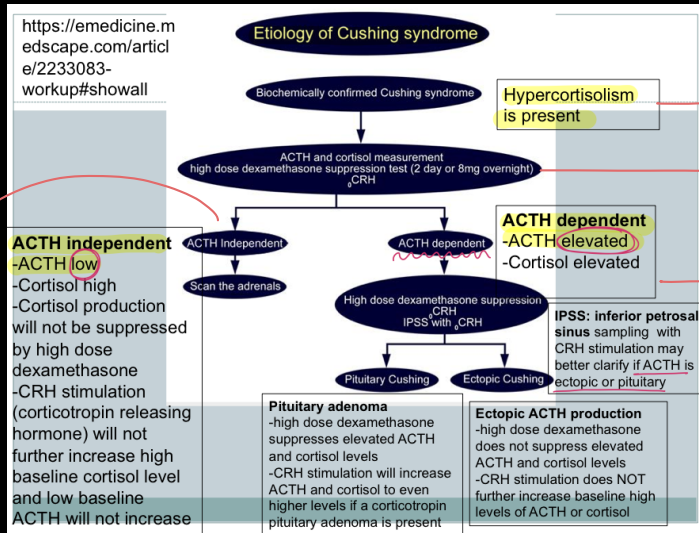 https://emedicine.m
edscape.com/articl
e/2233083-
workup#showall
Etiology of Cushing syndrome
Biochemically confirmed Cushing syndrome
Hypercortisolism
is present
ACTH and cortisol measurement
high dose dexamethasone suppression test (2 day or 8mg overnight)
0CRH
ACTH independent
-ACTH low
-Cortisol high
-Cortisol production
will not be suppressed
by high dose
dexamethasone
-CRH stimulation
(corticotropin releasing
hormone) will not
further increase high
baseline cortisol level
and low baseline
ACTH will not increase
ACTH Independent
Scan the adrenals
ACTH dependent
ACTH dependent
-ACTH elevated
-Cortisol elevated
High dose dexamethasone suppression
0CRH
IPSS with 0CRH
IPSS: inferior petrosal
sinus sampling with
CRH stimulation may
better clarify if ACTH is
ectopic or pituitary
Pituitary Cushing
Ectopic Cushing
Pituitary adenoma
-high dose dexamethasone
suppresses elevated ACTH
and cortisol levels
-CRH stimulation will increase
ACTH and cortisol to even
higher levels if a corticotropin
pituitary adenoma is present
Ectopic ACTH production
-high dose dexamethasone
does not suppress elevated
ACTH and cortisol levels
-CRH stimulation does NOT
further increase baseline high
levels of ACTH or cortisol